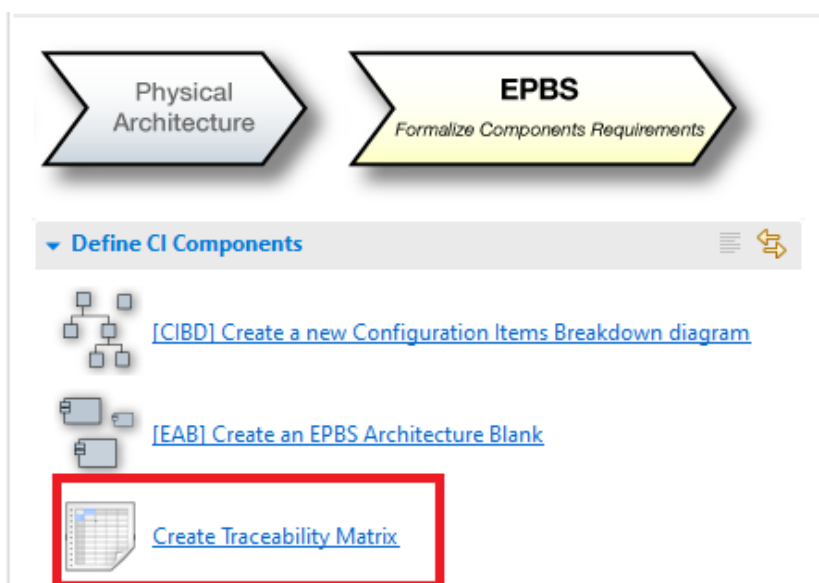 Physical
Architecture
EPBS
Formalize Components Requirements
Define CI Components
[CIBD] Create a new Configuration Items Breakdown diagram
[EAB] Create an EPBS Architecture Blank
Create Traceability Matrix